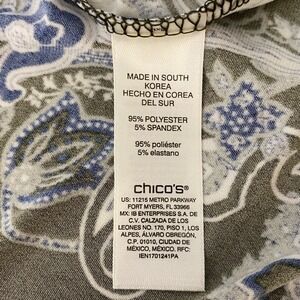 MADE IN SOUTH
KOREA
HECHO EN COREA
DEL SUR
95% POLYESTER
5% SPANDEX
95% poliéster
5% elastano
chico's®
US: 11215 METRO PARKWAY
FORT MYERS, FL 33966
MX: IB ENTERPRISES S.A. DE
C.V. CALZADA DE LOS
LEONES NO. 170, PISO 1, LOS
ALPES, ÁLVARO OBREGÓN,
C.P. 01010, CIUDAD DE
MÉXICO, MÉXICO. RFC:
IEN1701241PA